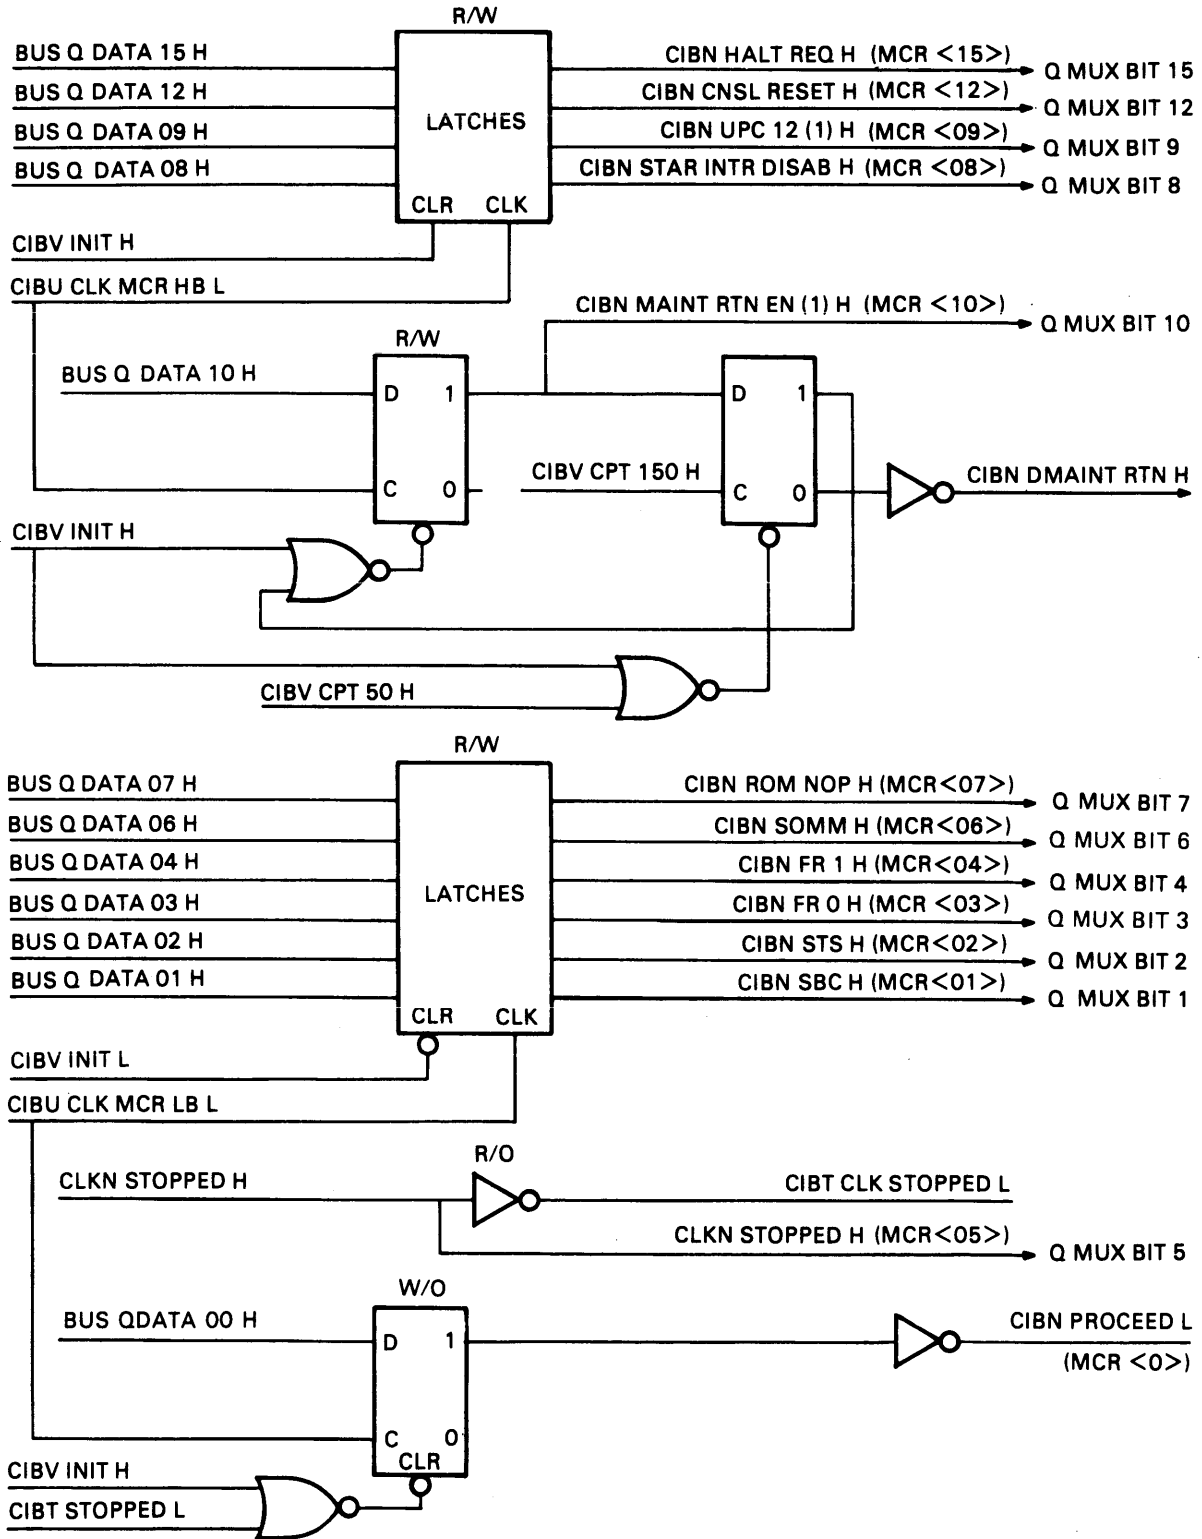 R/W
BUS Q DATA 15 H
CIBN HALT REQ H (MCR <15>)
Q MUX BIT 15
BUS Q DATA 12 H
CIBN CNSL RESET H (MCR <12>)
Q MUX BIT 12
LATCHES
BUS Q DATA 09 H
CIBN UPC 12 (1) H (MCR <09>)
Q MUX BIT 9
BUS Q DATA 08 H
CIBN STAR INTR DISAB H (MCR <08>)
Q MUX BIT 8
CLR CLK
CIBV INIT H
CIBU CLK MCR HB L
CIBN MAINT RTN EN (1) H (MCR <10>)
Q MUX BIT 10
R/W
BUS Q DATA 10 H
D 1
D 1
CIBV CPT 150 H
CIBN DMAINT RTN H
C 0
C 0
CIBV INIT H
CIBV CPT 50 H
R/W
BUS Q DATA 07 H
CIBN ROM NOP H (MCR<07>)
Q MUX BIT 7
BUS Q DATA 06 H
CIBN SOMM H (MCR<06>)
Q MUX BIT 6
BUS Q DATA 04 H
CIBN FR 1 H (MCR<04>)
Q MUX BIT 4
LATCHES
BUS Q DATA 03 H
CIBN FR 0 H (MCR <03>)
Q MUX BIT 3
BUS Q DATA 02 H
CIBN STS H (MCR<02>)
Q MUX BIT 2
BUS Q DATA 01 H
CIBN SBC H (MCR<01>)
Q MUX BIT 1
CLR CLK
CIBV INIT L
CIBU CLK MCR LB L
R/O
CLKN STOPPED H
CIBT CLK STOPPED L
CLKN STOPPED H (MCR<05>)
Q MUX BIT 5
W/O
BUS QDATA 00 H
D 1
CIBN PROCEED L
(MCR <0>)
C 0
CLR
CIBV INIT H
CIBT STOPPED L